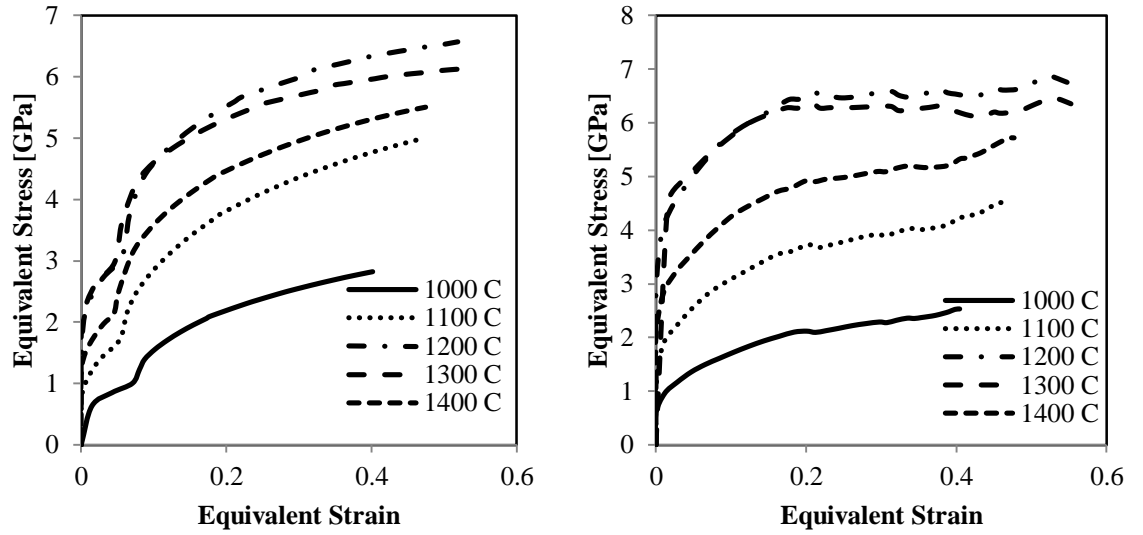 Equivalent Stress [GPa]
7
6
5
4
3
2
1
0
0
0.2
0.4
0.6
Equivalent Strain
1000 C
1100 C
1200 C
1300 C
1400 C
Equivalent Stress [GPa]
8
7
6
5
4
3
2
1
0
0
0.2
0.4
0.6
Equivalent Strain
1000 C
1100 C
1200 C
1300 C
1400 C